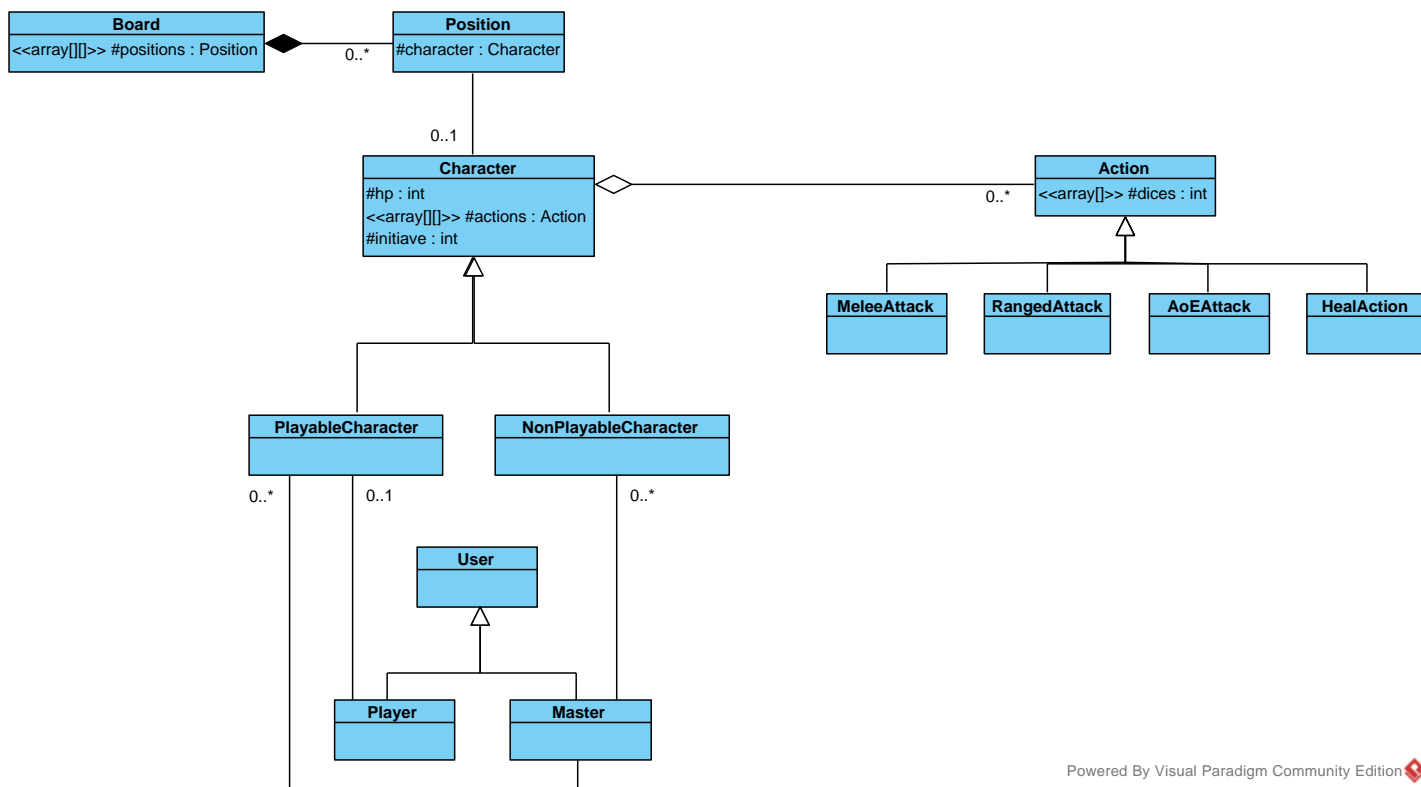 Board
<<array[][]>> #positions : Position
0..*
Position
#character : Character
0..1
Character
#hp : int
<<array[][]>> #actions : Action
#initiave : int
0..*
Action
<<array[]>> #dices : int
MeleeAttack
RangedAttack
AoEAttack
HealAction
PlayableCharacter
NonPlayableCharacter
0..*
0..1
0..*
User
Player
Master
Powered By Visual Paradigm Community Edition